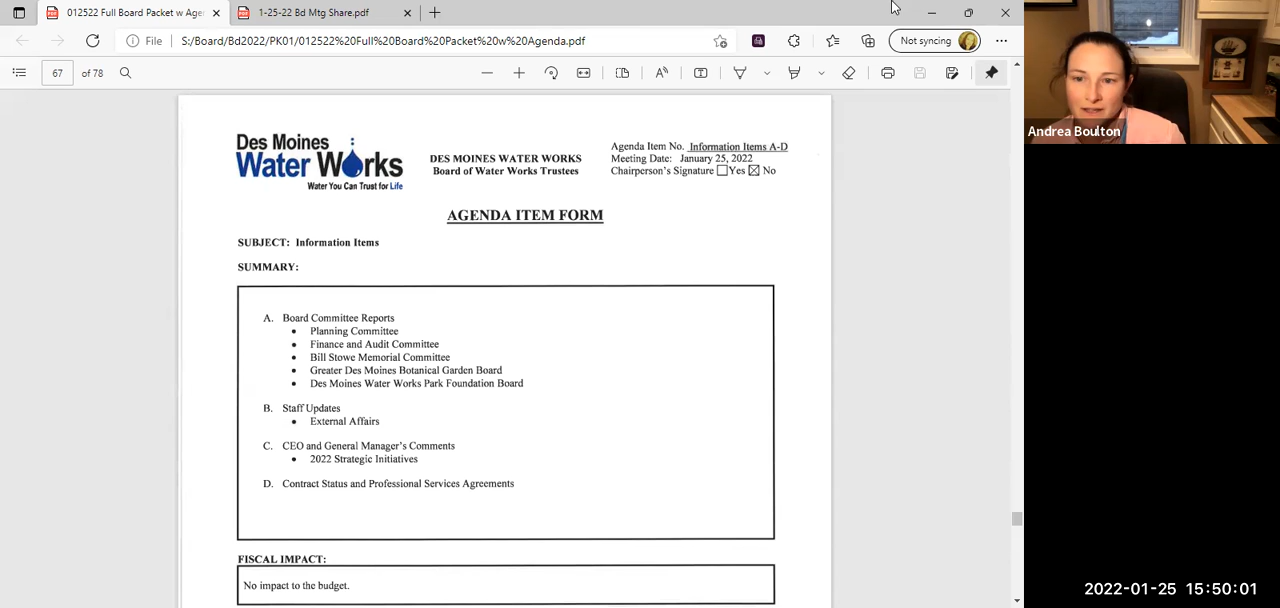 012522 Full Board Packet w Agen
1-25-22 Bd Mtg Share.pdf
File
S:/Board/Bd2022/PK01/012522%20Full%20Board%20Packet%20w%20Agenda.pdf
Not syncing
67 of 78
Des Moines
Water Works
Water You Can Trust for Life
DES MOINES WATER WORKS
Board of Water Works Trustees
Agenda Item No. Information Items A-D
Meeting Date: January 25, 2022
Chairperson's Signature ☐ Yes ☒ No
AGENDA ITEM FORM
SUBJECT: Information Items
SUMMARY:
A. Board Committee Reports
• Planning Committee
• Finance and Audit Committee
• Bill Stowe Memorial Committee
• Greater Des Moines Botanical Garden Board
• Des Moines Water Works Park Foundation Board
B. Staff Updates
• External Affairs
C. CEO and General Manager's Comments
• 2022 Strategic Initiatives
D. Contract Status and Professional Services Agreements
FISCAL IMPACT:
No impact to the budget.
Andrea Boulton
2022-01-25 15:50:01